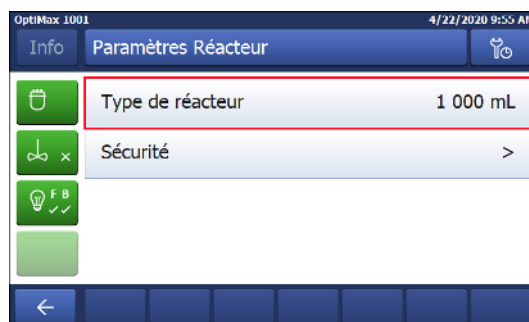 OptiMax 1001 4/22/2020 9:55 AM
Info Paramètres Réacteur
Type de réacteur 1 000 mL
× Sécurité >
F B